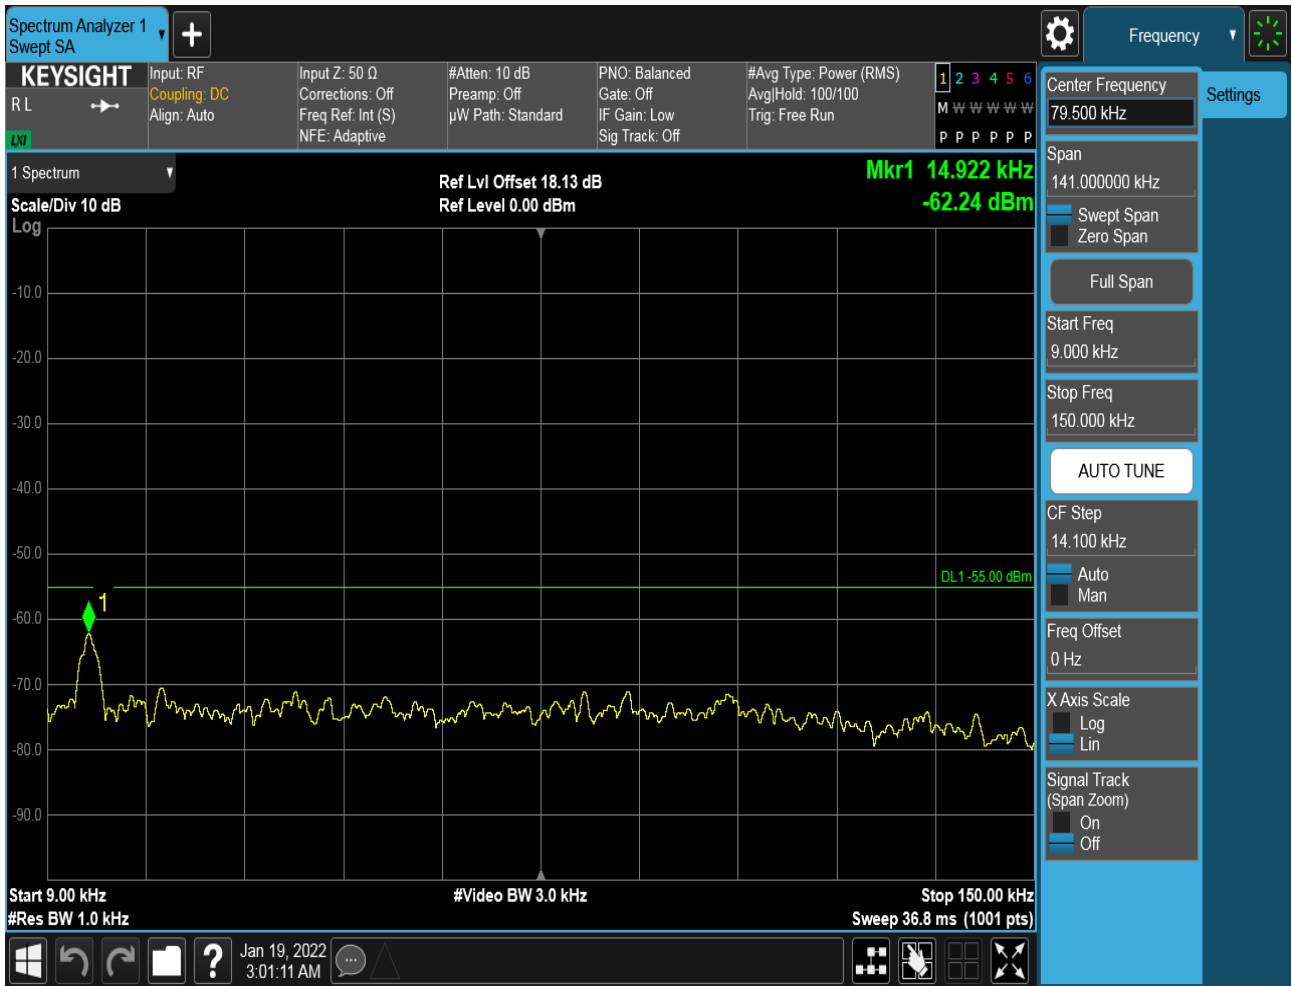 Spectrum Analyzer 1
Swept SA
Frequency
KEYSIGHT
R L
LXI
Input: RF
Coupling: DC
Align: Auto
Input Z: 50 Ω
Corrections: Off
Freq Ref: Int (S)
NFE: Adaptive
#Atten: 10 dB
Preamp: Off
µW Path: Standard
PNO: Balanced
Gate: Off
IF Gain: Low
Sig Track: Off
#Avg Type: Power (RMS)
Avg|Hold: 100/100
Trig: Free Run
1 2 3 4 5 6
M W W W W W
P P P P P P
1 Spectrum
Scale/Div 10 dB
Log
Ref Lvl Offset 18.13 dB
Ref Level 0.00 dBm
Mkr1 14.922 kHz
-62.24 dBm
-10.0
-20.0
-30.0
-40.0
-50.0
DL1 -55.00 dBm
1
-60.0
-70.0
-80.0
-90.0
Start 9.00 kHz
#Res BW 1.0 kHz
#Video BW 3.0 kHz
Stop 150.00 kHz
Sweep 36.8 ms (1001 pts)
Center Frequency
79.500 kHz
Settings
Span
141.000000 kHz
Swept Span
Zero Span
Full Span
Start Freq
9.000 kHz
Stop Freq
150.000 kHz
AUTO TUNE
CF Step
14.100 kHz
Auto
Man
Freq Offset
0 Hz
X Axis Scale
Log
Lin
Signal Track
(Span Zoom)
On
Off
?
Jan 19, 2022
3:01:11 AM